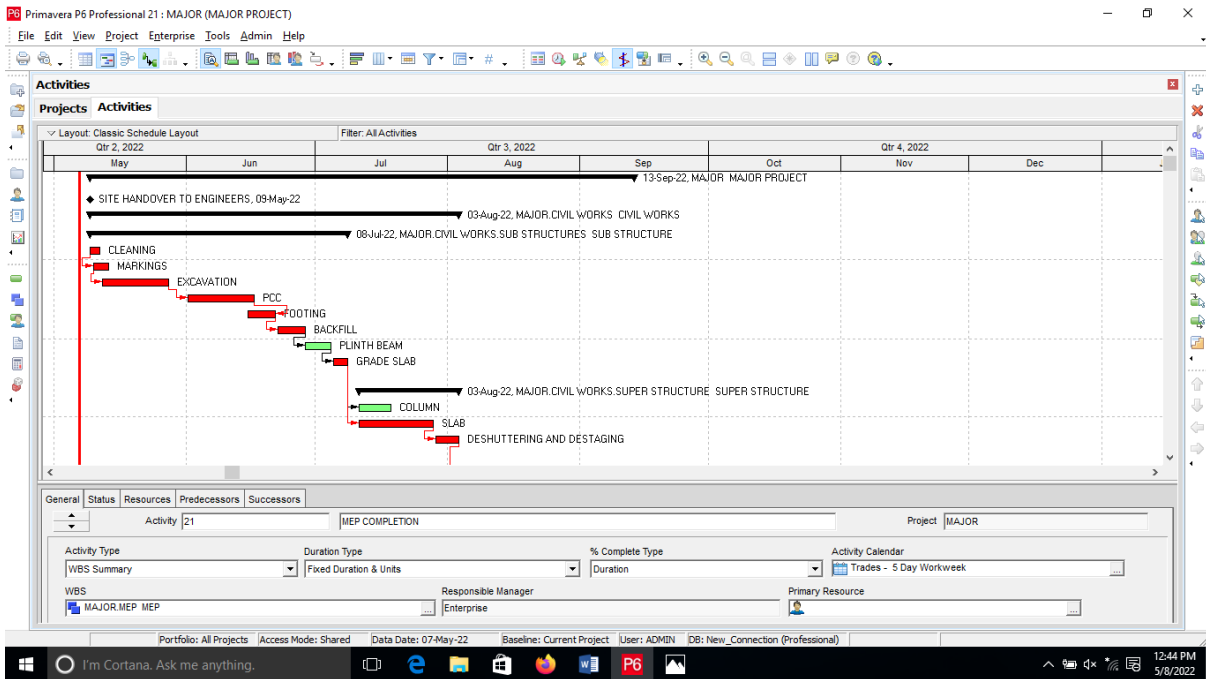 P6 Primavera P6 Professional 21 : MAJOR (MAJOR PROJECT)
File Edit View Project Enterprise Tools Admin Help
Activities
Projects Activities
Layout: Classic Schedule Layout Filter: All Activities
Qtr 2, 2022 Qtr 3, 2022 Qtr 4, 2022
May Jun Jul Aug Sep Oct Nov Dec
13-Sep-22, MAJOR MAJOR PROJECT
SITE HANDOVER TO ENGINEERS, 09-May-22
03-Aug-22, MAJOR.CIVIL WORKS CIVIL WORKS
08-Jul-22, MAJOR.CIVIL WORKS.SUB STRUCTURES SUB STRUCTURE
CLEANING
MARKINGS
EXCAVATION
PCC
FOOTING
BACKFILL
PLINTH BEAM
GRADE SLAB
03-Aug-22, MAJOR.CIVIL WORKS.SUPER STRUCTURE SUPER STRUCTURE
COLUMN
SLAB
DESHUTTERING AND DESTAGING
General Status Resources Predecessors Successors
Activity 21 MEP COMPLETION Project MAJOR
Activity Type Duration Type % Complete Type Activity Calendar
WBS Summary Fixed Duration & Units Duration Trades - 5 Day Workweek
WBS Responsible Manager Primary Resource
MAJOR.MEP MEP Enterprise
Portfolio: All Projects Access Mode: Shared Data Date: 07-May-22 Baseline: Current Project User: ADMIN DB: New_Connection (Professional)
I'm Cortana. Ask me anything. P6 12:44 PM
5/8/2022